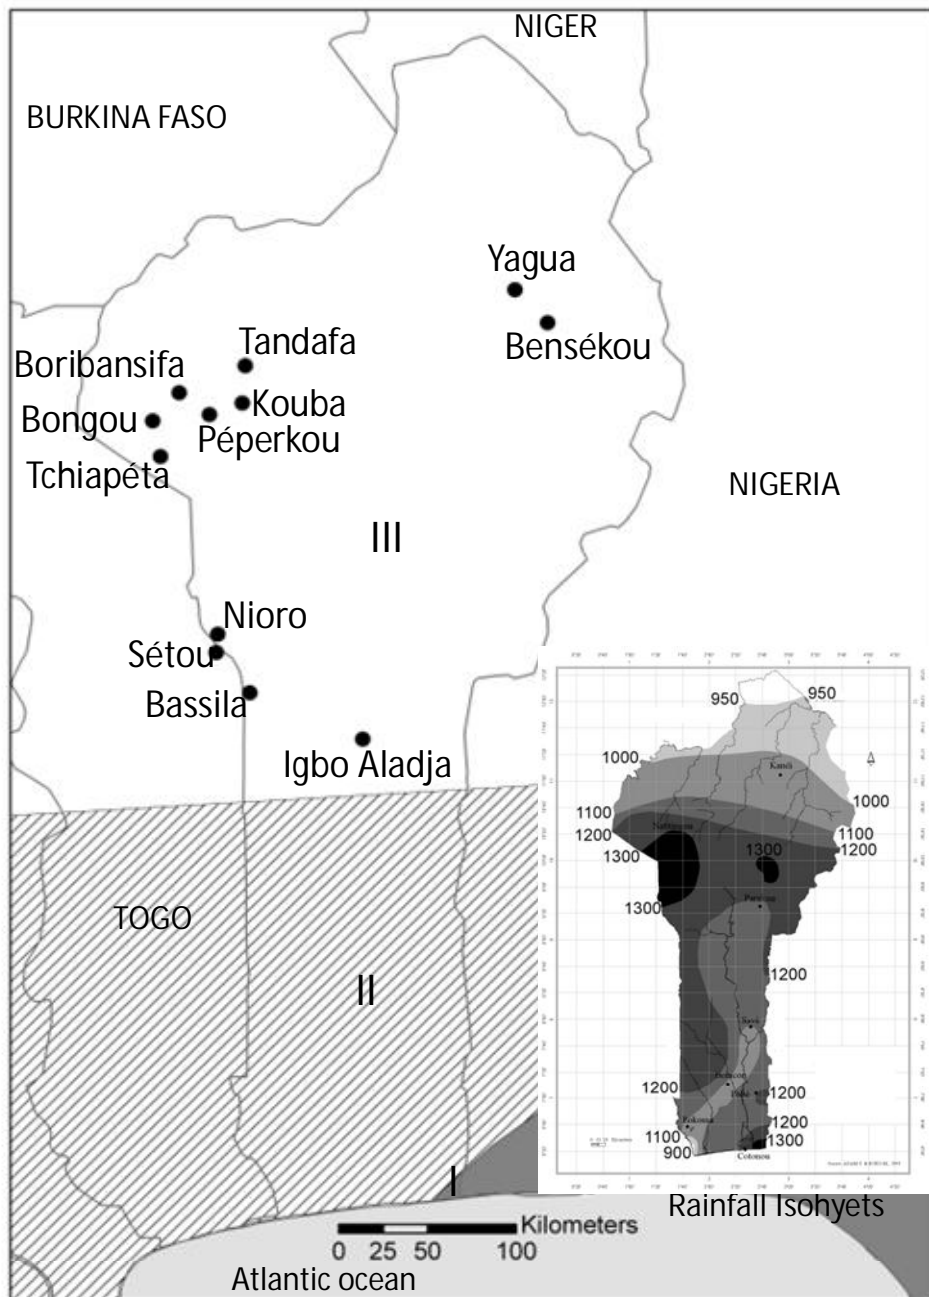 NIGER
BURKINA FASO
Yagua
Bensékou
Tandafa
Boribansifa
Kouba
Bongou
Péperkou
Tchiapéta
NIGERIA
III
Nioro
Sétou
Bassila
Igbo Aladja
950
950
1000
Kandi
1000
1100
1200
1300
1300
1100
1200
1300
Parakou
1200
1200
1200
1200
1100
1300
900
Cotonou
TOGO
II
I
Rainfall Isohyets
Kilometers
0 25 50 100
Atlantic ocean